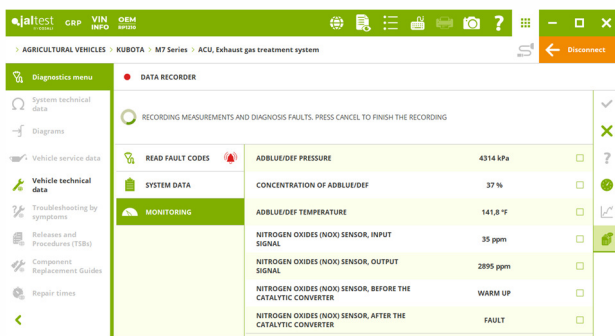 jaltest GRP VIN INFO OEM
BY COJALI RP1210
> AGRICULTURAL VEHICLES > KUBOTA > M7 Series > ACU, Exhaust gas treatment system
Disconnect
Diagnostics menu
System technical
data
Diagrams
Vehicle service data
Vehicle technical
data
Troubleshooting by
symptoms
Releases and
Procedures (TSBs)
Component
Replacement Guides
Repair times
DATA RECORDER
RECORDING MEASUREMENTS AND DIAGNOSIS FAULTS. PRESS CANCEL TO FINISH THE RECORDING
READ FAULT CODES
SYSTEM DATA
MONITORING
ADBLUE/DEF PRESSURE 4314 kPa
CONCENTRATION OF ADBLUE/DEF 37 %
ADBLUE/DEF TEMPERATURE 141,8 °F
NITROGEN OXIDES (NOX) SENSOR, INPUT
SIGNAL 35 ppm
NITROGEN OXIDES (NOX) SENSOR, OUTPUT
SIGNAL 2895 ppm
NITROGEN OXIDES (NOX) SENSOR, BEFORE THE
CATALYTIC CONVERTER WARM UP
NITROGEN OXIDES (NOX) SENSOR, AFTER THE
CATALYTIC CONVERTER FAULT